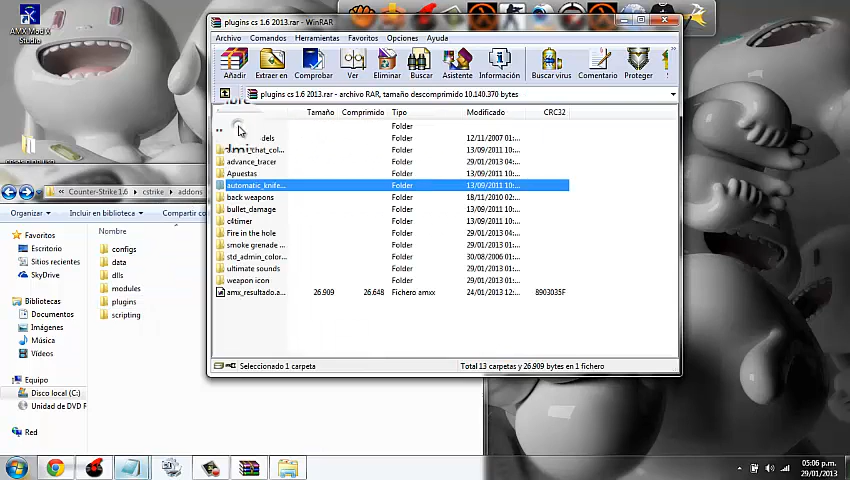 AMX Mod X
Studio
plugins cs 1.6 2013.rar - WinRAR
Archivo Comandos Herramientas Favoritos Opciones Ayuda
Añadir Extraer en Comprobar Ver Eliminar Buscar Asistente Información Buscar virus Comentario Proteger
plugins cs 1.6 2013.rar - archivo RAR, tamaño descomprimido 10.140.370 bytes
Tamaño Comprimido Tipo Modificado CRC32
..
Folder
dels Folder 12/11/2007 01:...
chat_col... Folder 13/09/2011 10:...
advance_tracer Folder 29/01/2013 04:...
Apuestas Folder 13/09/2011 10:...
automatic_knife... Folder 13/09/2011 10:...
back weapons Folder 18/11/2010 02:...
bullet_damage Folder 13/09/2011 10:...
c4timer Folder 13/09/2011 10:...
Fire in the hole Folder 29/01/2013 04:...
smoke grenade ... Folder 29/01/2013 04:...
std_admin_color... Folder 30/08/2006 01:...
ultimate sounds Folder 29/01/2013 01:...
weapon icon Folder 29/01/2013 01:...
amx_resultado.a... 26.909 26.648 Fichero amxx 24/01/2013 12:... 8903035F
Seleccionado 1 carpeta Total 13 carpetas y 26.909 bytes en 1 fichero
Counter-Strike 1.6 cstrike addons
Organizar Incluir en biblioteca Compartir co
Nombre
Favoritos
Escritorio
Sitios recientes
SkyDrive
Bibliotecas
Documentos
Imágenes
Música
Vídeos
Equipo
Disco local (C:)
Unidad de DVD F
Red
configs
data
dlls
modules
plugins
scripting
05:06 p.m.
29/01/2013